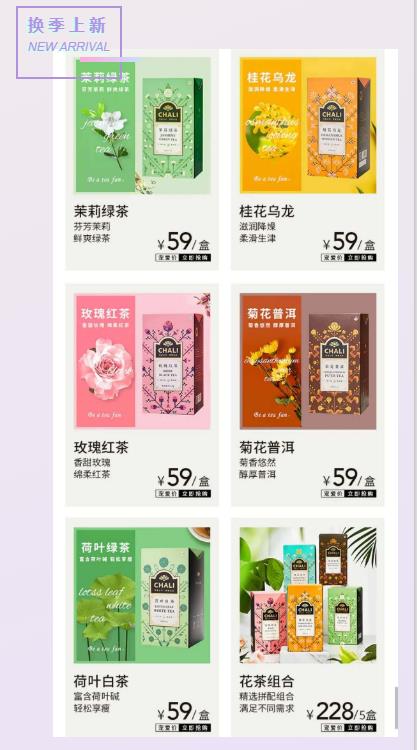 换季上新
NEW ARRIVAL
茉莉绿茶
芬芳茉莉 鲜爽绿茶
green
tea
Be a tea fan
CHALI
茉莉绿茶
芬芳茉莉
鲜爽绿茶
¥59/盒
宠爱价 立即抢购
桂花乌龙
滋润降燥 柔滑生津
osmanthus
oolong
tea
Be a tea fan
CHALI
桂花乌龙
滋润降燥
柔滑生津
¥59/盒
宠爱价 立即抢购
玫瑰红茶
香甜玫瑰 绵柔红茶
Be a tea fan
CHALI
玫瑰红茶
香甜玫瑰
绵柔红茶
¥59/盒
宠爱价 立即抢购
菊花普洱
菊香悠然 醇厚普洱
chrysanthemum
Be a tea fan
CHALI
菊花普洱
菊香悠然
醇厚普洱
¥59/盒
宠爱价 立即抢购
荷叶绿茶
富含荷叶碱 轻松享瘦
lotus leaf
white
tea
Be a tea fan
CHALI
WHITE TEA
荷叶白茶
富含荷叶碱
轻松享瘦
¥59/盒
宠爱价 立即抢购
CHALI
CHALI
CHALI
CHALI
CHALI
花茶组合
精选拼配组合
满足不同需求
¥228/5盒
宠爱价 立即抢购